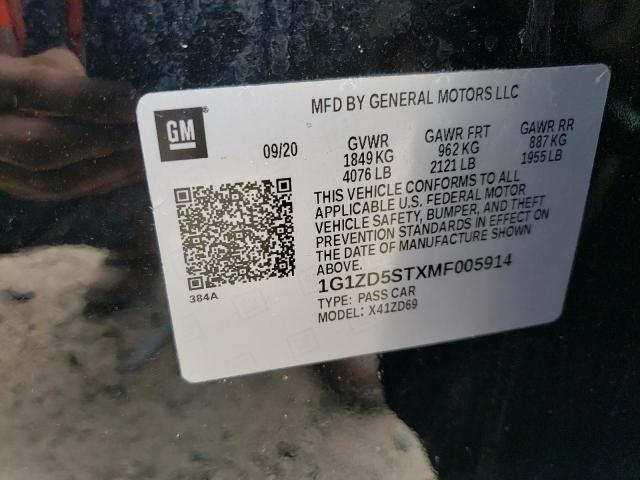 MFD BY GENERAL MOTORS LLC
GM®
09/20
GVWR GAWR FRT GAWR RR
1849 KG 962 KG 887 KG
4076 LB 2121 LB 1955 LB
THIS VEHICLE CONFORMS TO ALL
APPLICABLE U.S. FEDERAL MOTOR
VEHICLE SAFETY, BUMPER, AND THEFT
PREVENTION STANDARDS IN EFFECT ON
THE DATE OF MANUFACTURE SHOWN
ABOVE.
384A
1G1ZD5STXMF005914
TYPE: PASS CAR
MODEL: X41ZD69